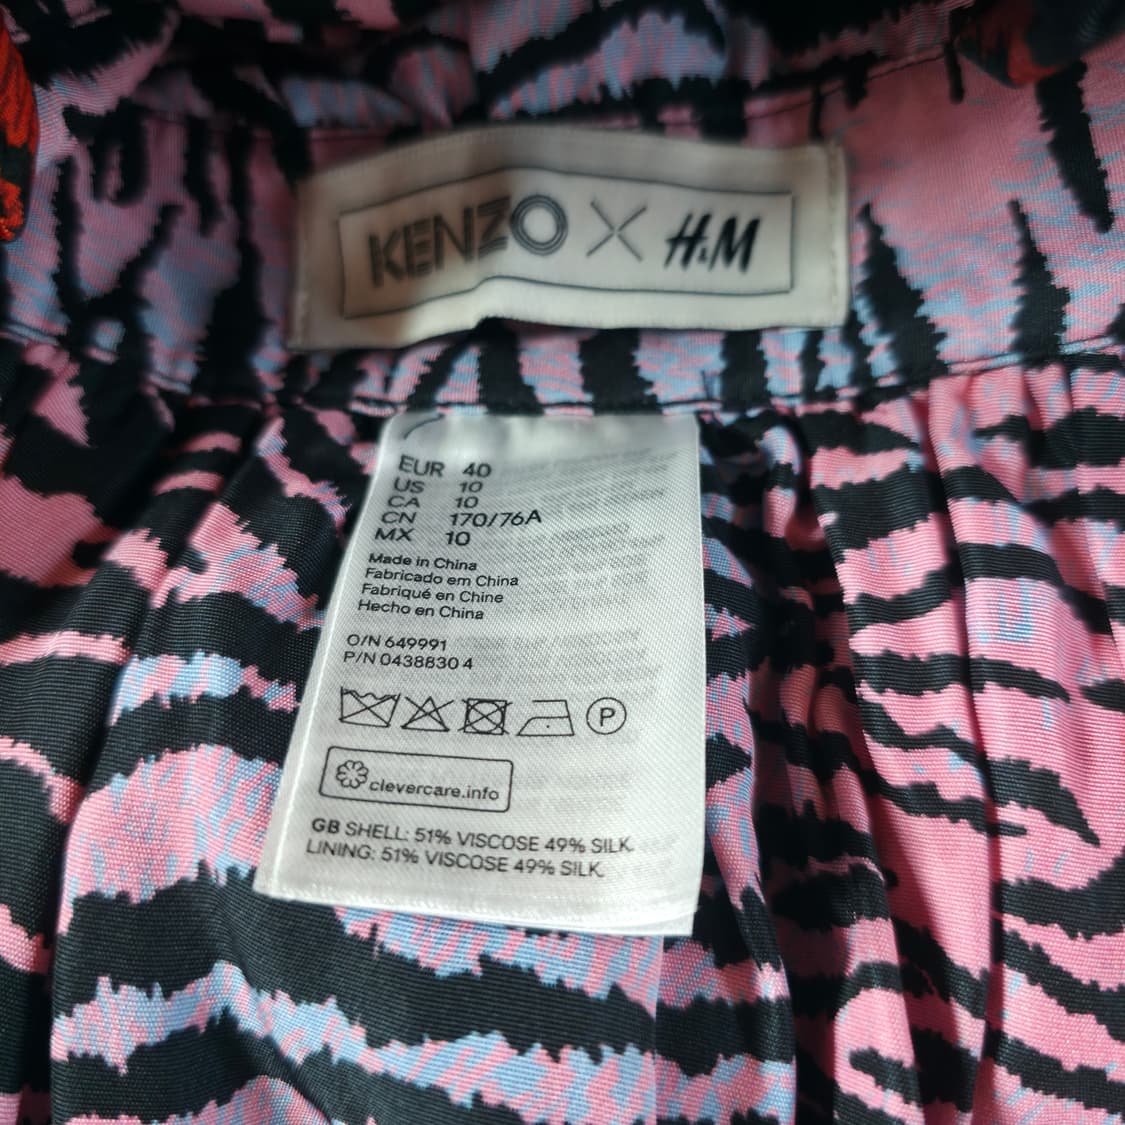 KENZO X H&M
EUR 40
US 10
CA 10
CN 170/76A
MX 10
Made in China
Fabricado em China
Fabriqué en Chine
Hecho en China
O/N 649991
P/N 0438830 4
P
clevercare.info
GB SHELL: 51% VISCOSE 49% SILK.
LINING: 51% VISCOSE 49% SILK.